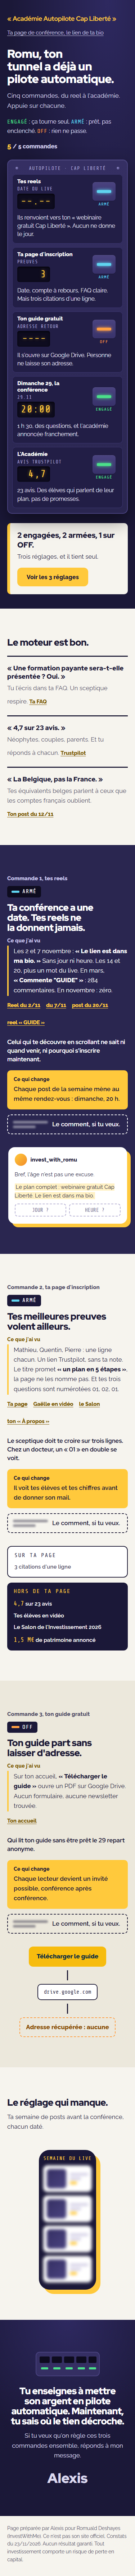 « Académie Autopilote Cap Liberté »
Ta page de conférence, le lien de ta bio
Romu, ton
tunnel a déjà un
pilote automatique.
Cinq commandes, du reel à l'académie.
Appuie sur chacune.
ENGAGÉ : ça tourne seul. ARMÉ : prêt, pas
enclenché. OFF : rien ne passe.
5 / 5 commandes
AUTOPILOTE · CAP LIBERTÉ
Tes reels
DATE DU LIVE
--.--
ARMÉ
Ils renvoient vers ton « webinaire
gratuit Cap Liberté ». Aucun ne donne
le jour.
Ta page d'inscription
PREUVES
3
ARMÉ
Date, compte à rebours, FAQ claire.
Mais trois citations d'une ligne.
Ton guide gratuit
ADRESSE RETOUR
----
OFF
Il s'ouvre sur Google Drive. Personne
ne laisse son adresse.
Dimanche 29, la
conférence
29.11
20:00
ENGAGÉ
1 h 30, des questions, et l'académie
annoncée franchement.
L'Académie
AVIS TRUSTPILOT
4,7
ENGAGÉ
23 avis. Des élèves qui parlent de leur
plan, pas de promesses.
2 engagées, 2 armées, 1 sur
OFF.
Trois réglages, et il tient seul.
Voir les 3 réglages
Le moteur est bon.
« Une formation payante sera-t-elle
présentée ? Oui. »
Tu l'écris dans ta FAQ. Un sceptique
respire. Ta FAQ
« 4,7 sur 23 avis. »
Néophytes, couples, parents. Et tu
réponds à chacun. Trustpilot
« La Belgique, pas la France. »
Tes équivalents belges parlent à ceux que
les comptes français oublient.
Ton post du 12/11
Commande 1, tes reels
ARMÉ
Ta conférence a une
date. Tes reels ne
la donnent jamais.
Ce que j'ai vu
Les 2 et 7 novembre : « Le lien est dans
ma bio. » Sans jour ni heure. Les 14 et
20, plus un mot du live. En mars,
« Commente "GUIDE" » : 284
commentaires. En novembre : zéro.
Reel du 2/11 du 7/11 post du 20/11
reel « GUIDE »
Celui qui te découvre en scrollant ne sait ni
quand venir, ni pourquoi s'inscrire
maintenant.
Ce qui change
Chaque post de la semaine mène au
même rendez-vous : dimanche, 20 h.
Le comment, si tu veux.
invest_with_romu
Bref, l'âge n'est pas une excuse.
Le plan complet : webinaire gratuit Cap
Liberté. Le lien est dans ma bio.
JOUR ?
HEURE ?
Commande 2, ta page d'inscription
ARMÉ
Tes meilleures preuves
volent ailleurs.
Ce que j'ai vu
Mathieu, Quentin, Pierre : une ligne
chacun. Un lien Trustpilot, sans note.
Le titre promet « un plan en 5 étapes »,
la page ne les nomme pas. Et tes trois
questions sont numérotées 01, 02, 01.
Ta page Gaëlle en vidéo le Salon
ton « À propos »
Le sceptique doit te croire sur trois lignes.
Chez un docteur, un « 01 » en double se
voit.
Ce qui change
Il voit tes élèves et tes chiffres avant
de donner son mail.
Le comment, si tu veux.
SUR TA PAGE
3 citations d'une ligne
HORS DE TA PAGE
4,7 sur 23 avis
Tes élèves en vidéo
Le Salon de l'Investissement 2026
1,5 M€ de patrimoine annoncé
Commande 3, ton guide gratuit
OFF
Ton guide part sans
laisser d'adresse.
Ce que j'ai vu
Sur ton accueil, « Télécharger le
guide » ouvre un PDF sur Google Drive.
Aucun formulaire, aucune newsletter
trouvée.
Ton accueil
Qui lit ton guide sans être prêt le 29 repart
anonyme.
Ce qui change
Chaque lecteur devient un invité
possible, conférence après
conférence.
Le comment, si tu veux.
Télécharger le guide
drive.google.com
Adresse récupérée : aucune
Le réglage qui manque.
Ta semaine de posts avant la conférence,
chacun daté.
SEMAINE DU LIVE
Tu enseignes à mettre
son argent en pilote
automatique. Maintenant,
tu sais où le tien décroche.
Si tu veux qu'on règle ces trois
commandes ensemble, réponds à mon
message.
Alexis
Page préparée par Alexis pour Romuald Deshayes
(InvestWithMe). Ce n'est pas son site officiel. Constats
du 23/11/2026. Aucun résultat garanti. Tout
investissement comporte un risque de perte en
capital.